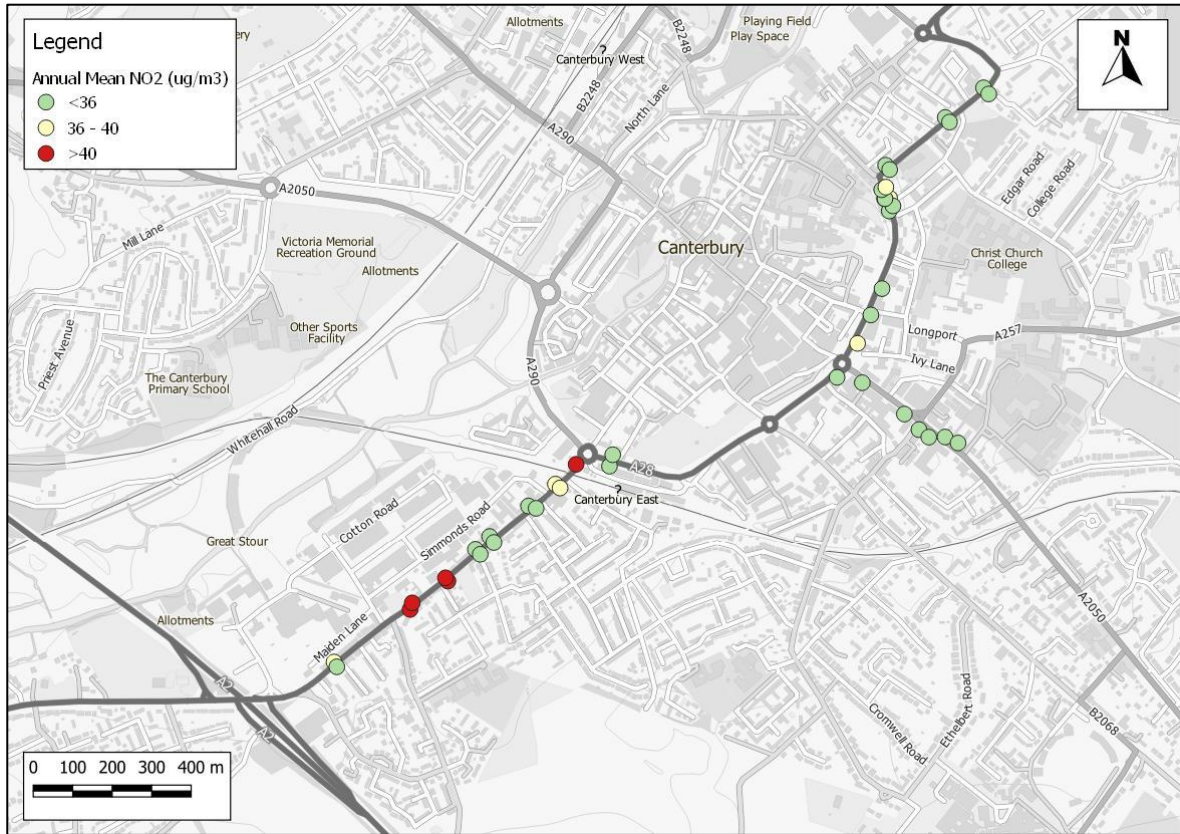 Legend
Annual Mean NO2 (ug/m3)
<36
36 - 40
>40
N
0 100 200 300 400 m
Allotments
?
Canterbury West
B2248
B2248
North Lane
Playing Field
Play Space
A290
A2050
Mill Lane
Victoria Memorial
Recreation Ground
Allotments
Canterbury
Edgar Road
College Road
Christ Church
College
Other Sports
Facility
Priest Avenue
The Canterbury
Primary School
Whitehall Road
A290
Longport
A257
Ivy Lane
A28
?
Canterbury East
Cotton Road
Simmonds Road
Great Stour
Allotments
Maiden Lane
A2
A2
A2050
Ethelbert Road
Cromwell Road
B2068